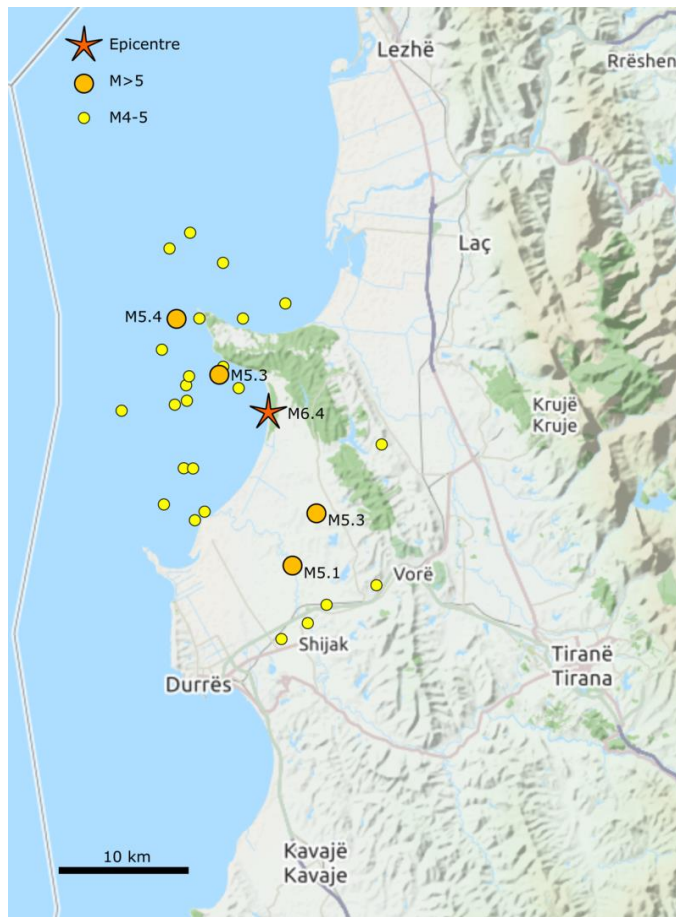 Epicentre
M>5
M4-5
Lezhë
Rrëshen
Laç
M5.4
M5.3
M6.4
Krujë
Kruje
M5.3
M5.1
Vorë
Shijak
Tiranë
Tirana
Durrës
10 km
Kavajë
Kavaje